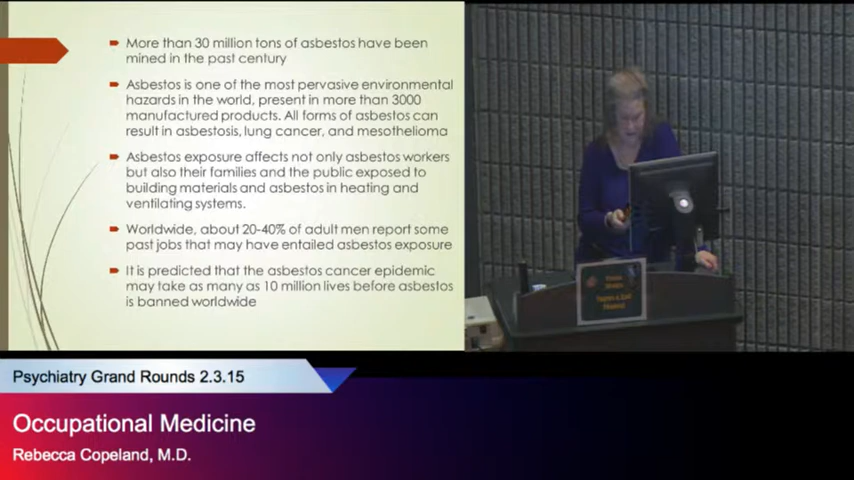 More than 30 million tons of asbestos have been
mined in the past century
Asbestos is one of the most pervasive environmental
hazards in the world, present in more than 3000
manufactured products. All forms of asbestos can
result in asbestosis, lung cancer, and mesothelioma
Asbestos exposure affects not only asbestos workers
but also their families and the public exposed to
building materials and asbestos in heating and
ventilating systems.
Worldwide, about 20-40% of adult men report some
past jobs that may have entailed asbestos exposure
It is predicted that the asbestos cancer epidemic
may take as many as 10 million lives before asbestos
is banned worldwide
Psychiatry Grand Rounds 2.3.15
Occupational Medicine
Rebecca Copeland, M.D.